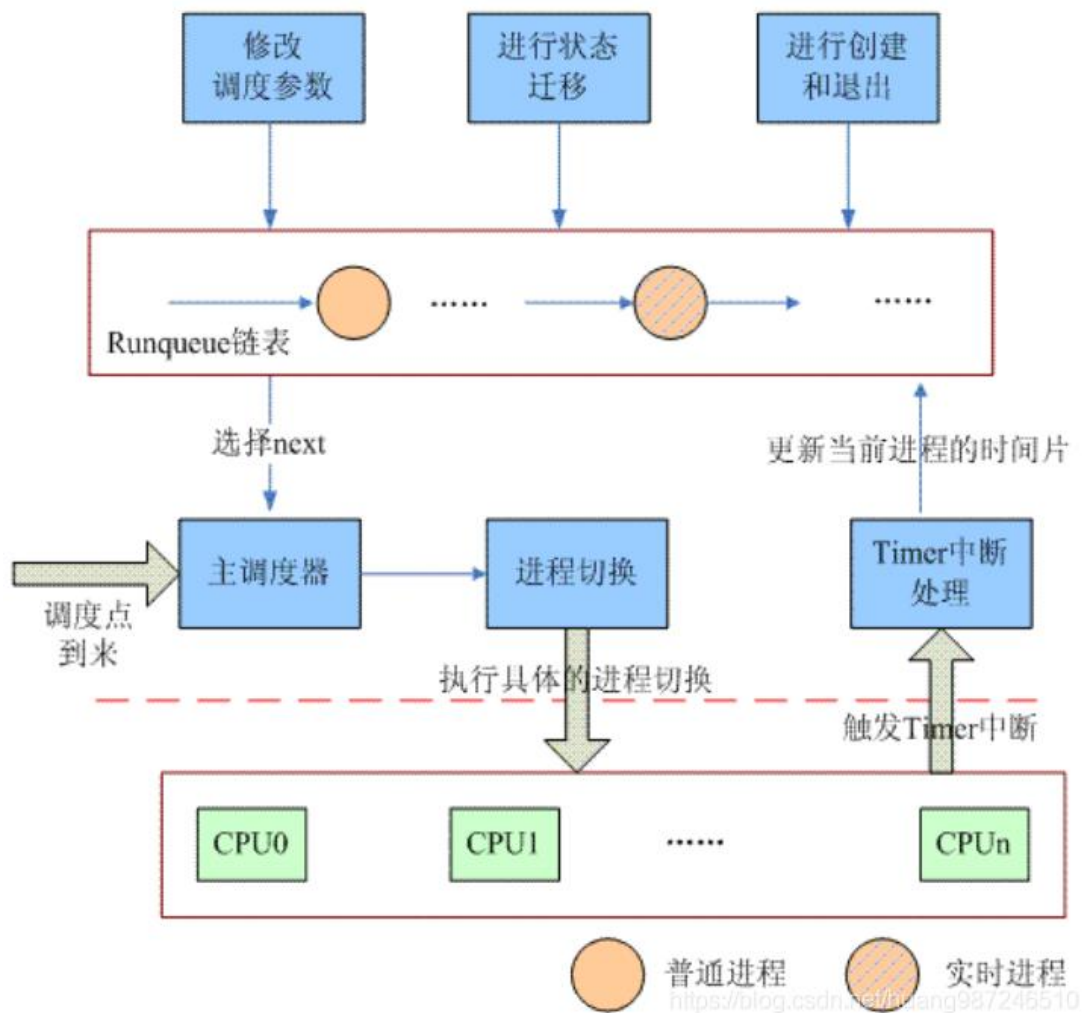 修改
调度参数
进行状态
迁移
进行创建
和退出
......
......
Runqueue链表
选择next
更新当前进程的时间片
主调度器
进程切换
Timer中断
处理
调度点
到来
执行具体的进程切换
触发Timer中断
CPU0
CPU1
......
CPUn
普通进程
实时进程
https://blog.csdn.net/huang987246510